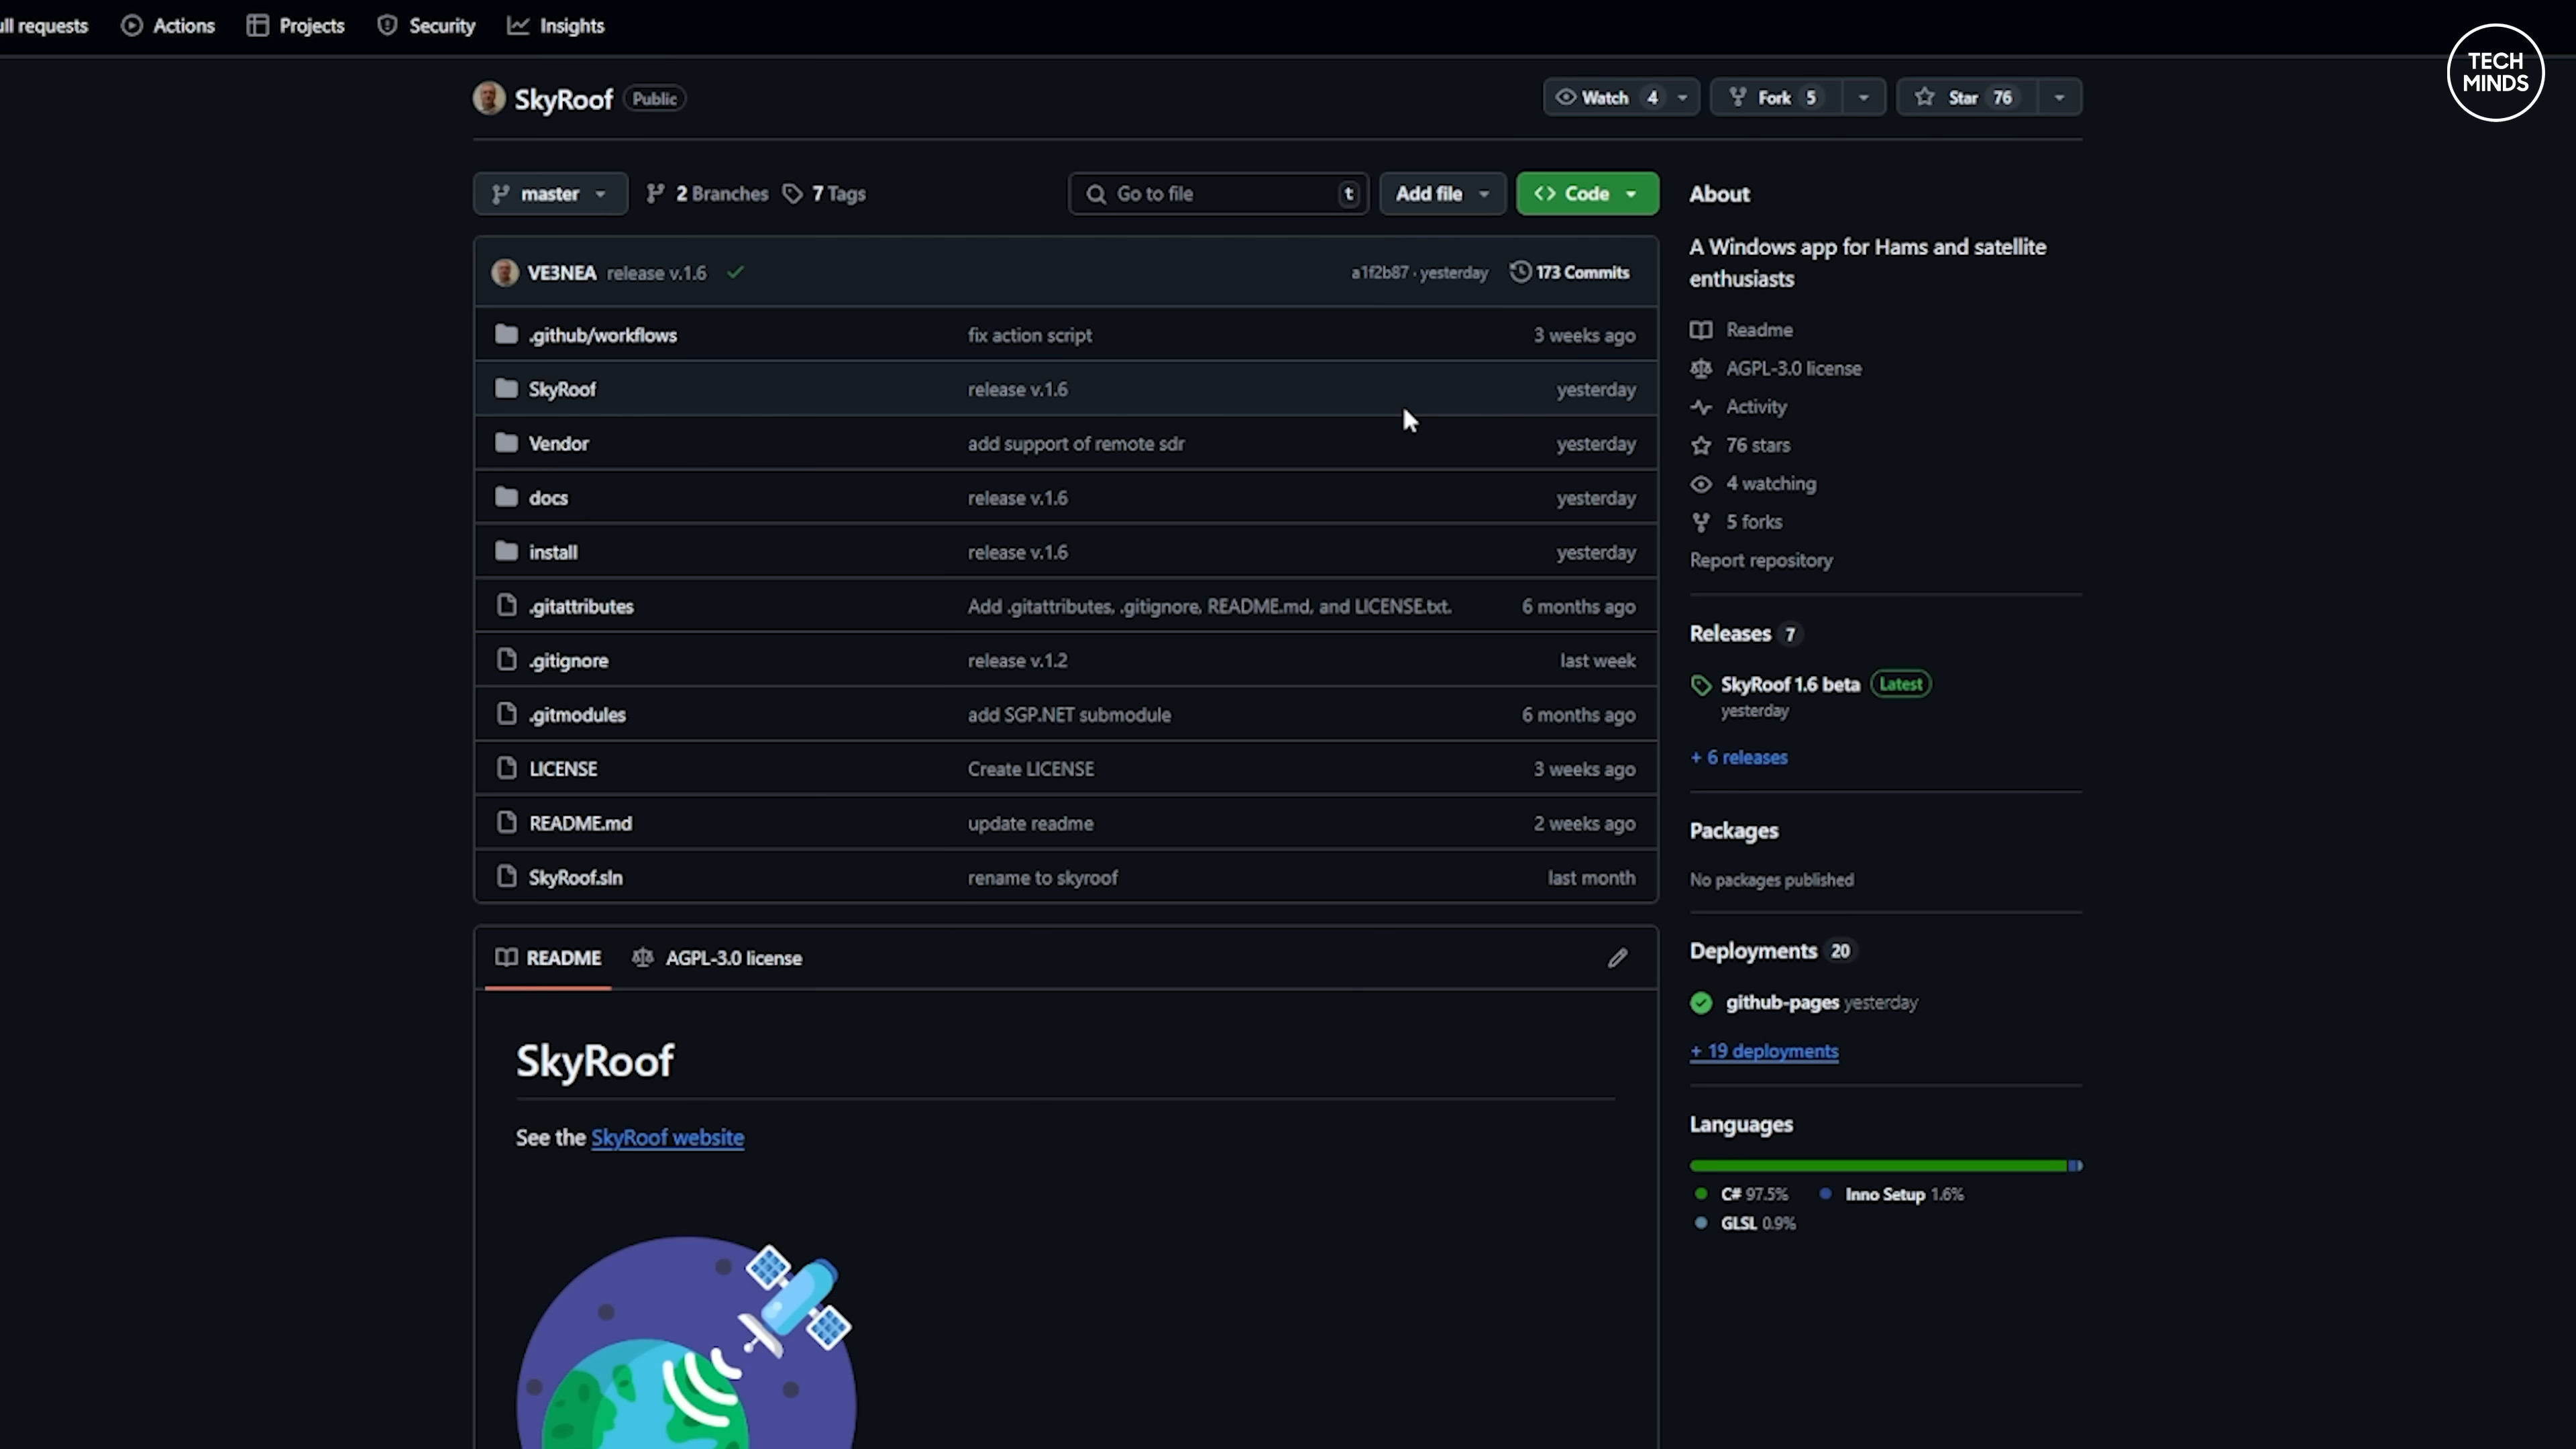 requests
Actions
Projects
Security
Insights
TECH
MINDS
SkyRoof
Public
Watch 4
Fork 5
Star 76
master
2 Branches
7 Tags
Go to file
t
Add file
Code
VE3NEA release v.1.6
a1f2b87 · yesterday
173 Commits
.github/workflows fix action script 3 weeks ago
SkyRoof release v.1.6 yesterday
Vendor add support of remote sdr yesterday
docs release v.1.6 yesterday
install release v.1.6 yesterday
.gitattributes Add .gitattributes, .gitignore, README.md, and LICENSE.txt. 6 months ago
.gitignore release v.1.2 last week
.gitmodules add SGP.NET submodule 6 months ago
LICENSE Create LICENSE 3 weeks ago
README.md update readme 2 weeks ago
SkyRoof.sln rename to skyroof last month
README
AGPL-3.0 license
SkyRoof
See the SkyRoof website
About
A Windows app for Hams and satellite
enthusiasts
Readme
AGPL-3.0 license
Activity
76 stars
4 watching
5 forks
Report repository
Releases 7
SkyRoof 1.6 beta Latest
yesterday
+ 6 releases
Packages
No packages published
Deployments 20
github-pages yesterday
+ 19 deployments
Languages
C# 97.5% Inno Setup 1.6%
GLSL 0.9%